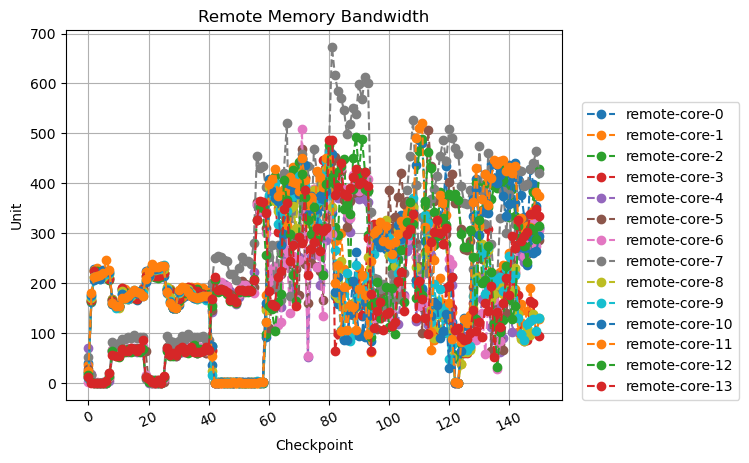 Remote Memory Bandwidth
Unit
700
600
500
400
300
200
100
0
0 20 40 60 80 100 120 140
Checkpoint
remote-core-0
remote-core-1
remote-core-2
remote-core-3
remote-core-4
remote-core-5
remote-core-6
remote-core-7
remote-core-8
remote-core-9
remote-core-10
remote-core-11
remote-core-12
remote-core-13